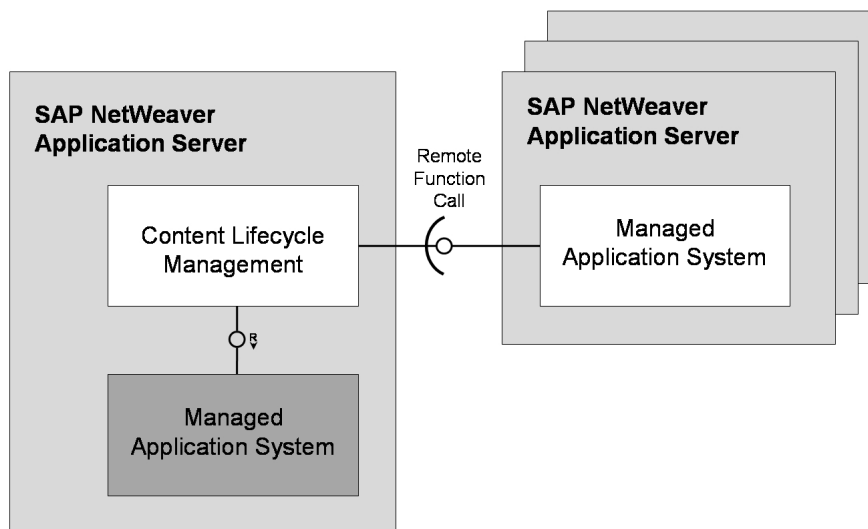 SAP NetWeaver
Application Server
Content Lifecycle
Management
R
Managed
Application System
Remote
Function
Call
SAP NetWeaver
Application Server
Managed
Application System